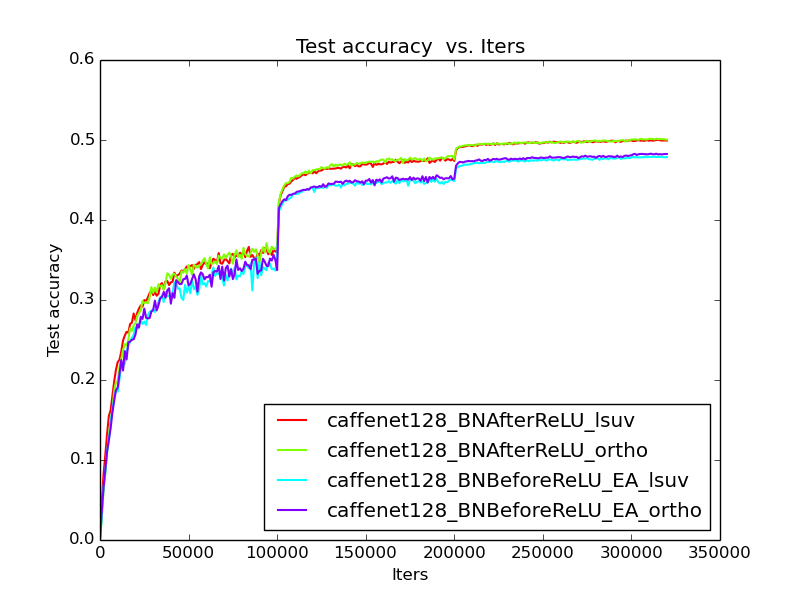 Test accuracy  vs. Iters
Test accuracy
0.6
0.5
0.4
0.3
0.2
0.1
0.0
caffenet128_BNAfterReLU_lsuv
caffenet128_BNAfterReLU_ortho
caffenet128_BNBeforeReLU_EA_lsuv
caffenet128_BNBeforeReLU_EA_ortho
0 50000 100000 150000 200000 250000 300000 350000
Iters